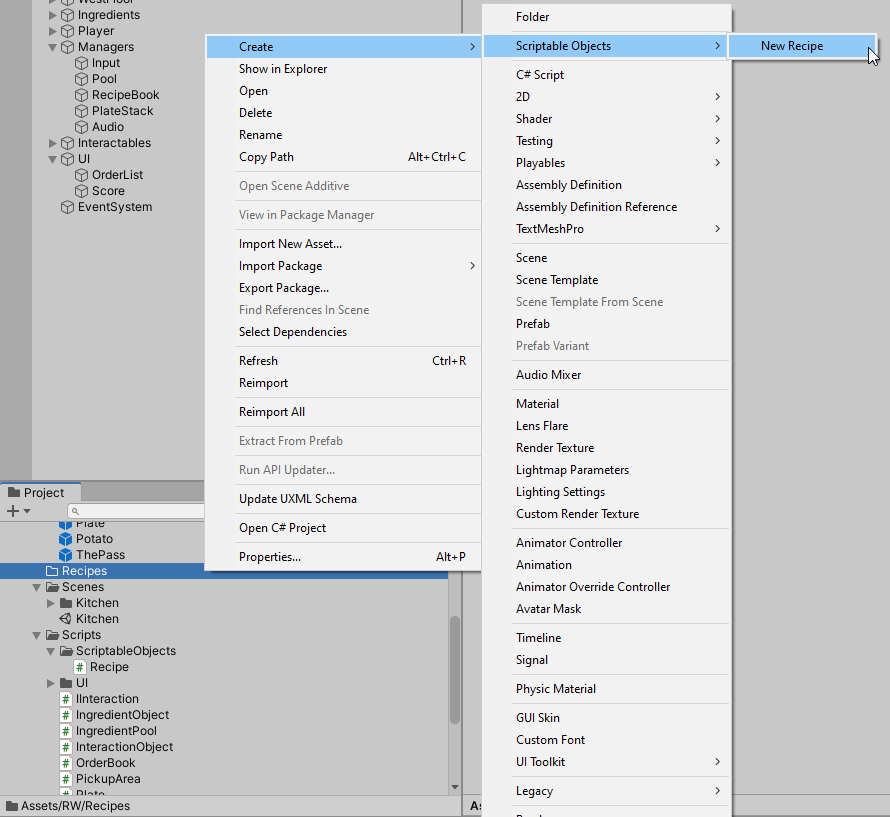 WestFloor
Ingredients
Player
Managers
Input
Pool
RecipeBook
PlateStack
Audio
Interactables
UI
OrderList
Score
EventSystem
Create
Show in Explorer
Open
Delete
Rename
Copy Path Alt+Ctrl+C
Open Scene Additive
View in Package Manager
Import New Asset...
Import Package
Export Package...
Find References In Scene
Select Dependencies
Refresh Ctrl+R
Reimport
Reimport All
Extract From Prefab
Run API Updater...
Update UXML Schema
Open C# Project
Properties... Alt+P
Folder
Scriptable Objects
C# Script
2D
Shader
Testing
Playables
Assembly Definition
Assembly Definition Reference
TextMeshPro
Scene
Scene Template
Scene Template From Scene
Prefab
Prefab Variant
Audio Mixer
Material
Lens Flare
Render Texture
Lightmap Parameters
Lighting Settings
Custom Render Texture
Animator Controller
Animation
Animator Override Controller
Avatar Mask
Timeline
Signal
Physic Material
GUI Skin
Custom Font
UI Toolkit
Legacy
New Recipe
Project
Plate
Potato
ThePass
Recipes
Scenes
Kitchen
Kitchen
Scripts
ScriptableObjects
# Recipe
UI
# IInteraction
# IngredientObject
# IngredientPool
# InteractionObject
# OrderBook
# PickupArea
# Plate
Assets/RW/Recipes